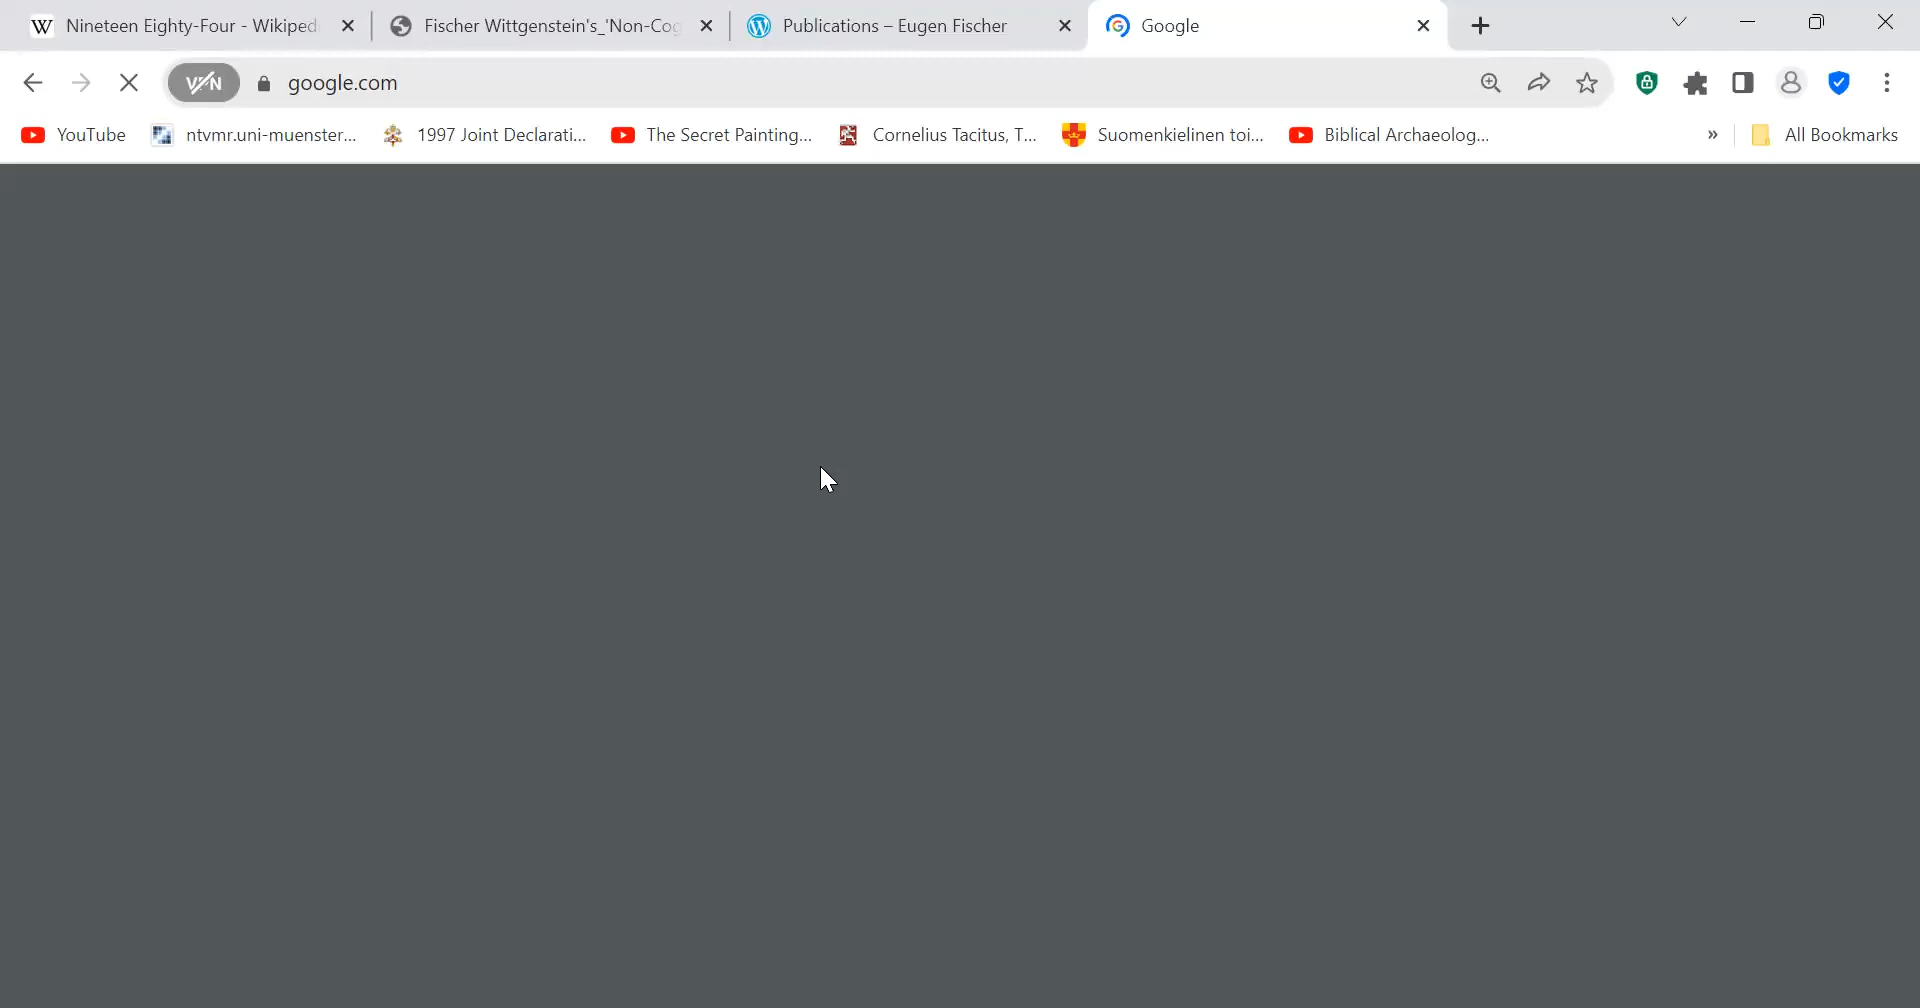 Nineteen Eighty-Four - Wikiped
Fischer Wittgenstein's_'Non-Cog
Publications – Eugen Fischer
Google
VPN
google.com
YouTube
ntvmr.uni-muenster...
1997 Joint Declarati...
The Secret Painting...
Cornelius Tacitus, T...
Suomenkielinen toi...
Biblical Archaeolog...
»
All Bookmarks